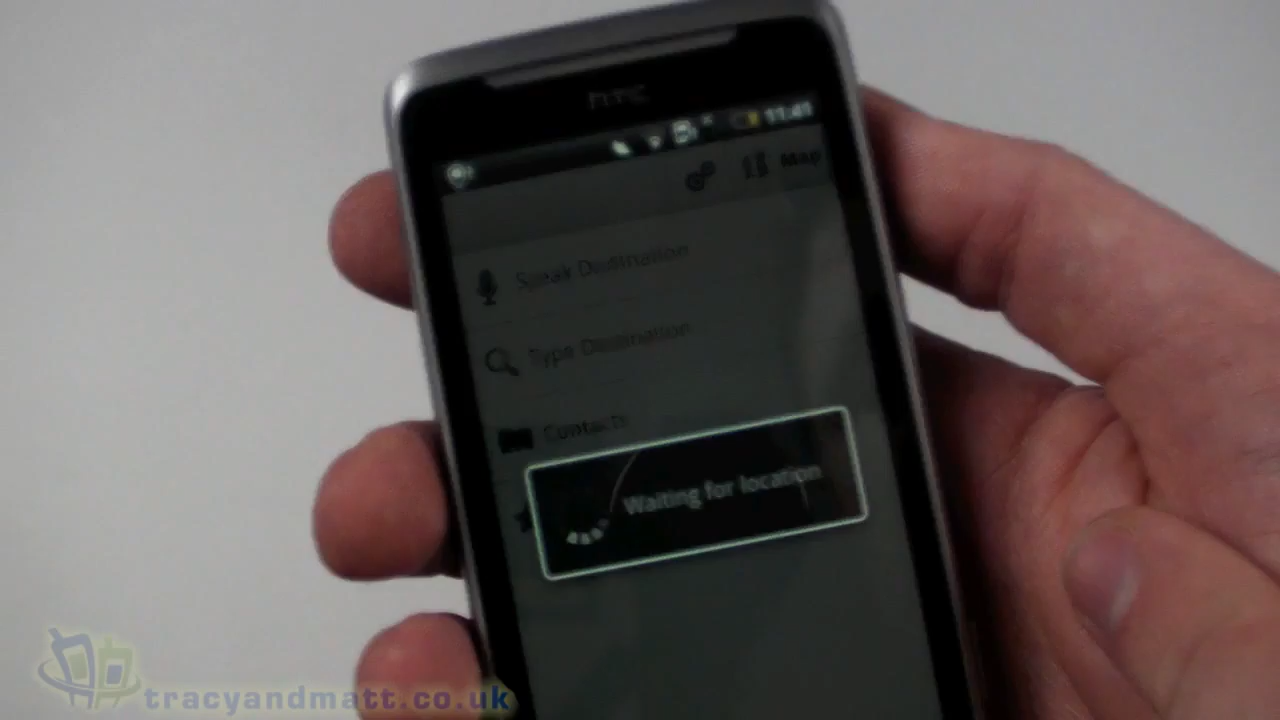 hTC
11:41
Map
Speak Destination
Type Destination
Contacts
Waiting for location
tracyandmatt.co.uk